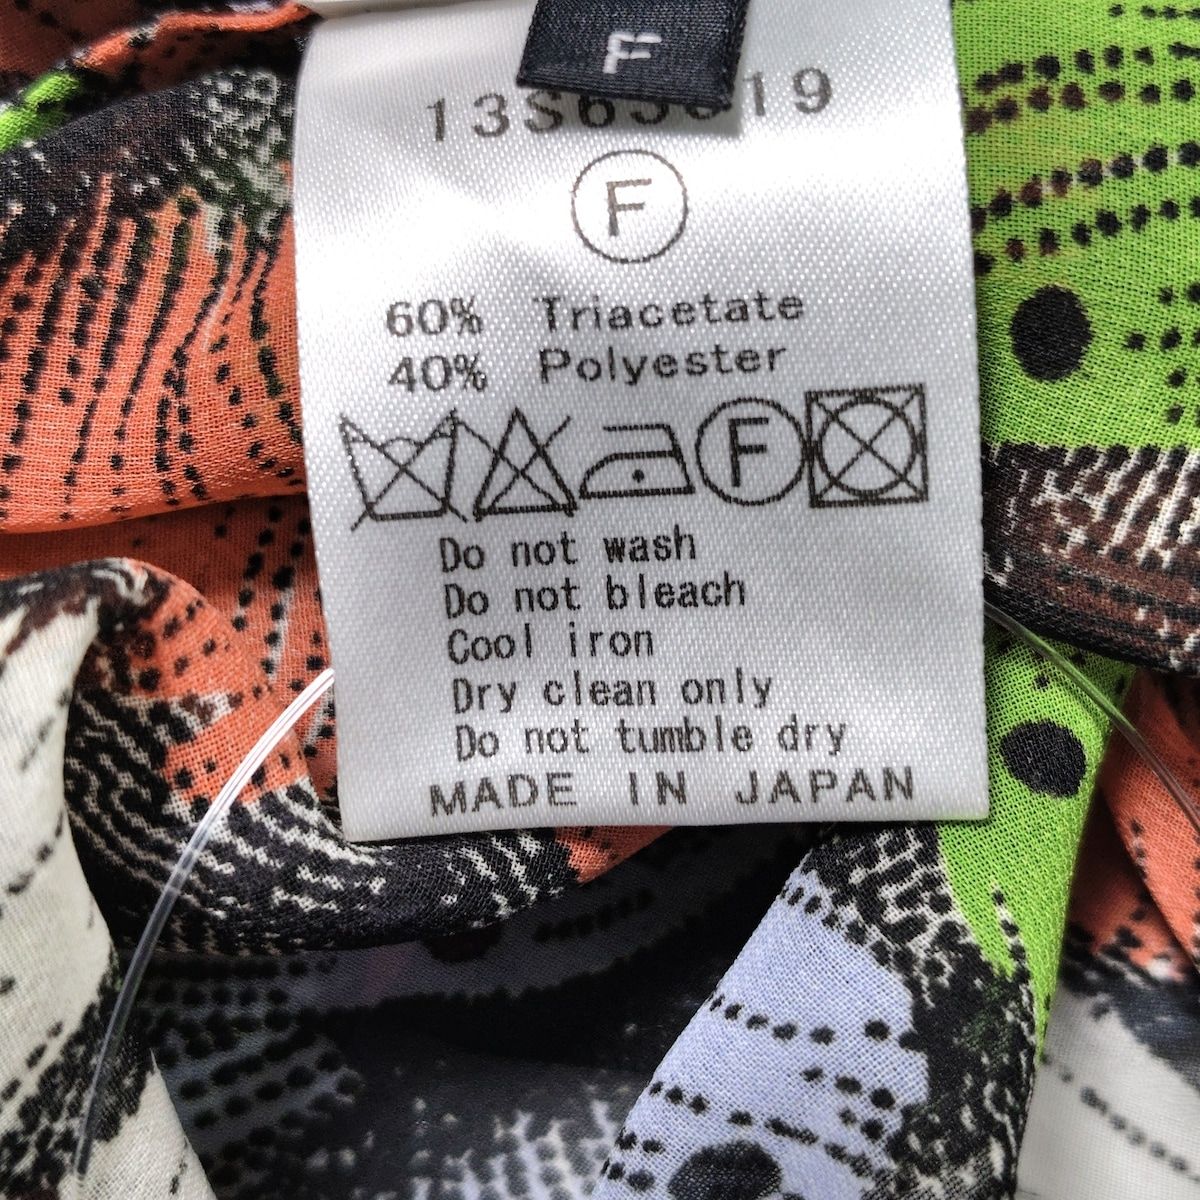 F
F
60% Triacetate
40% Polyester
F
Do not wash
Do not bleach
Cool iron
Dry clean only
Do not tumble dry
MADE IN JAPAN